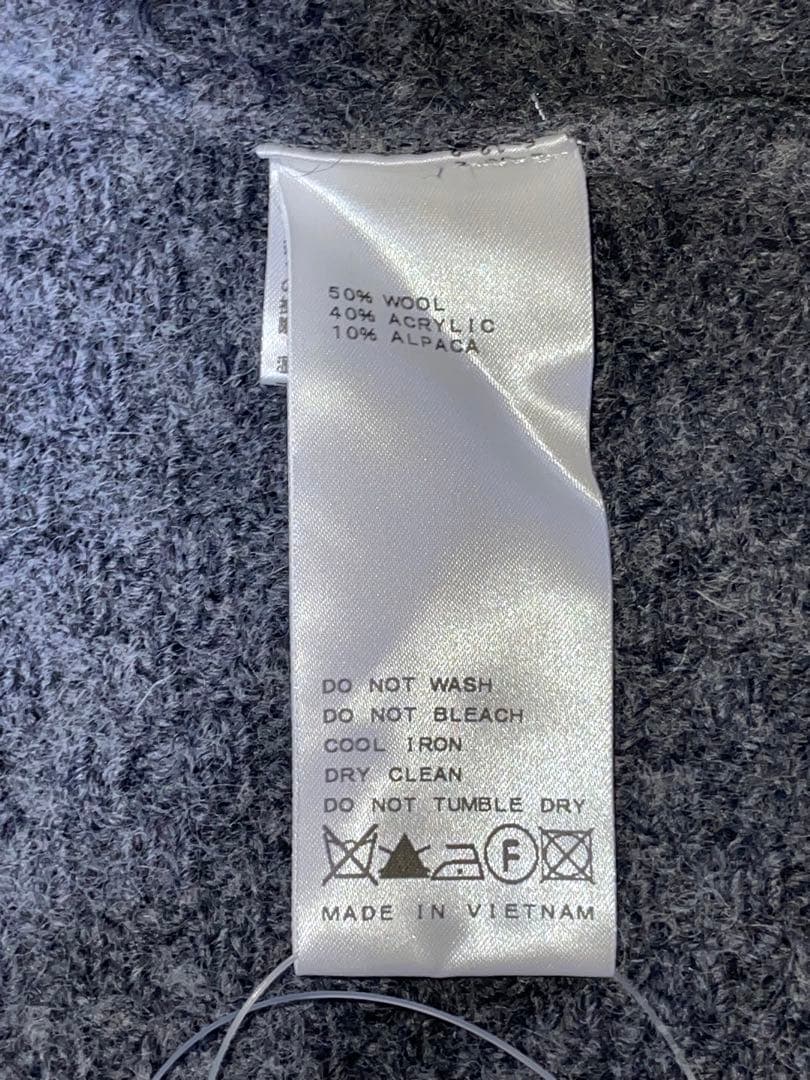 50% WOOL
40% ACRYLIC
10% ALPACA
DO NOT WASH
DO NOT BLEACH
COOL IRON
DRY CLEAN
DO NOT TUMBLE DRY
F
MADE IN VIETNAM